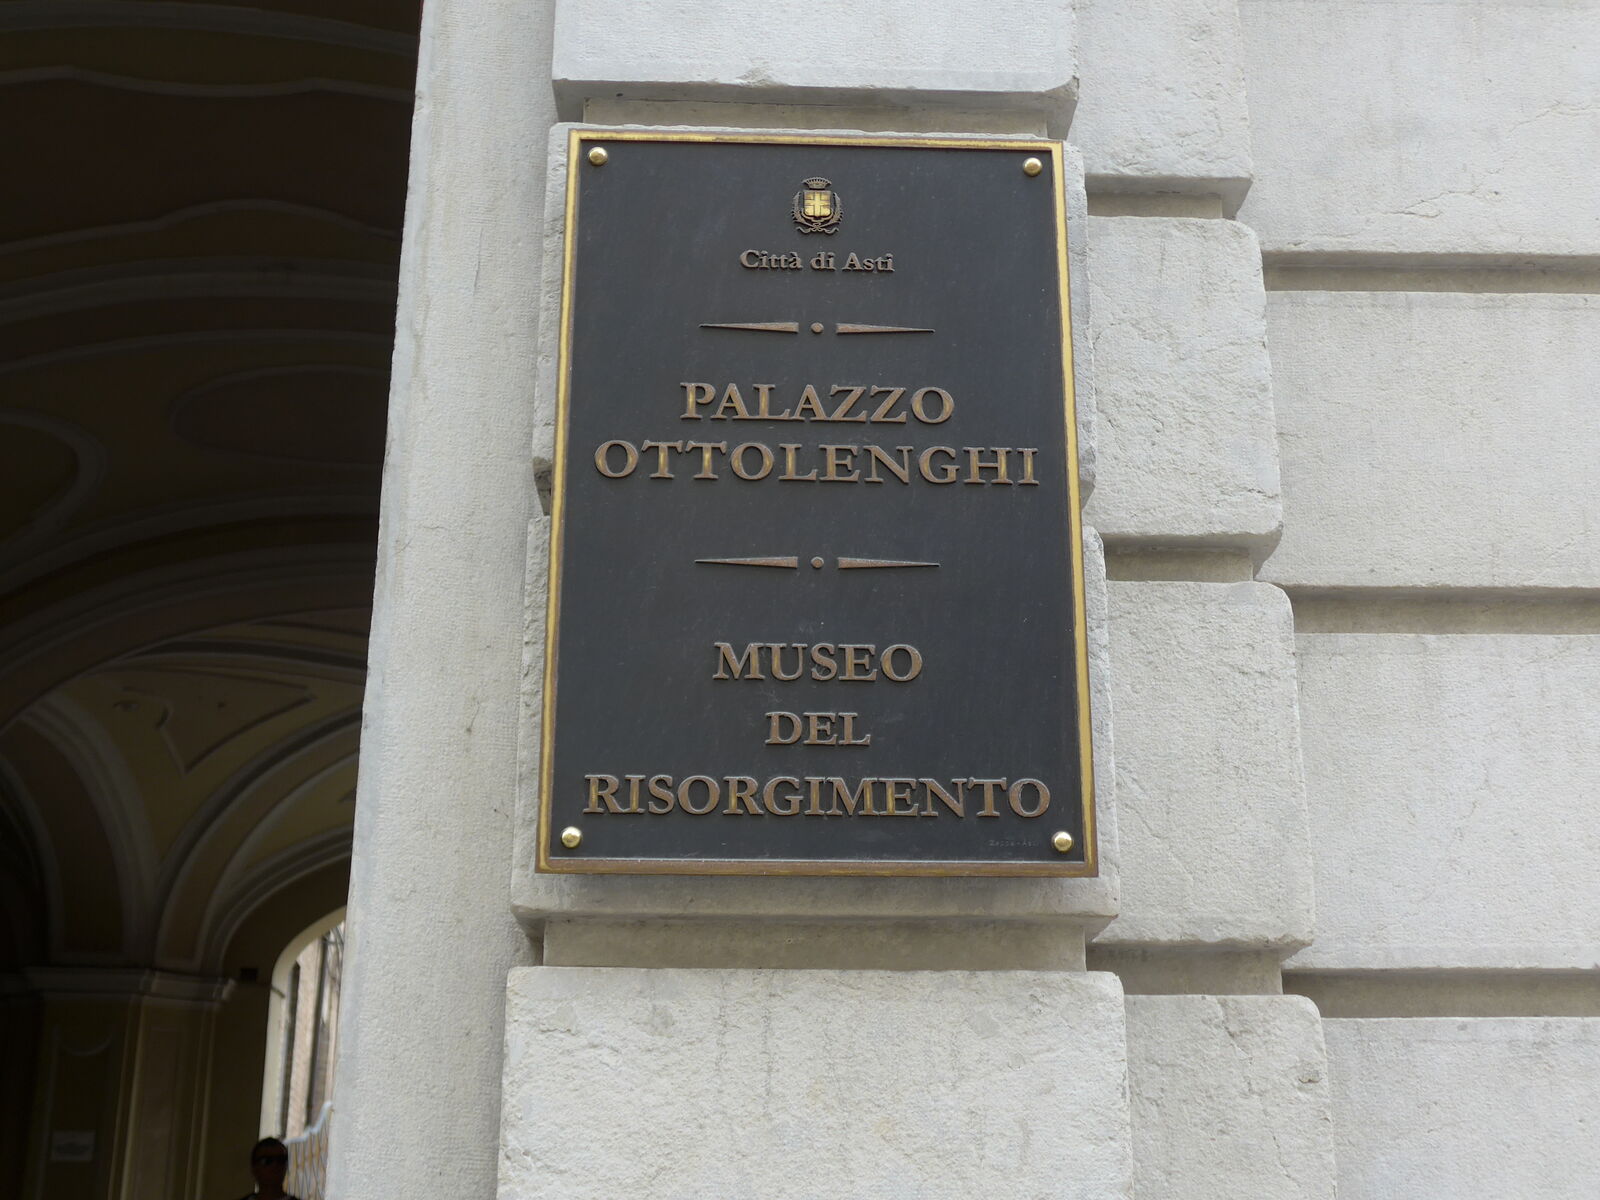 Città di Asti
PALAZZO
OTTOLENGHI
MUSEO
DEL
RISORGIMENTO